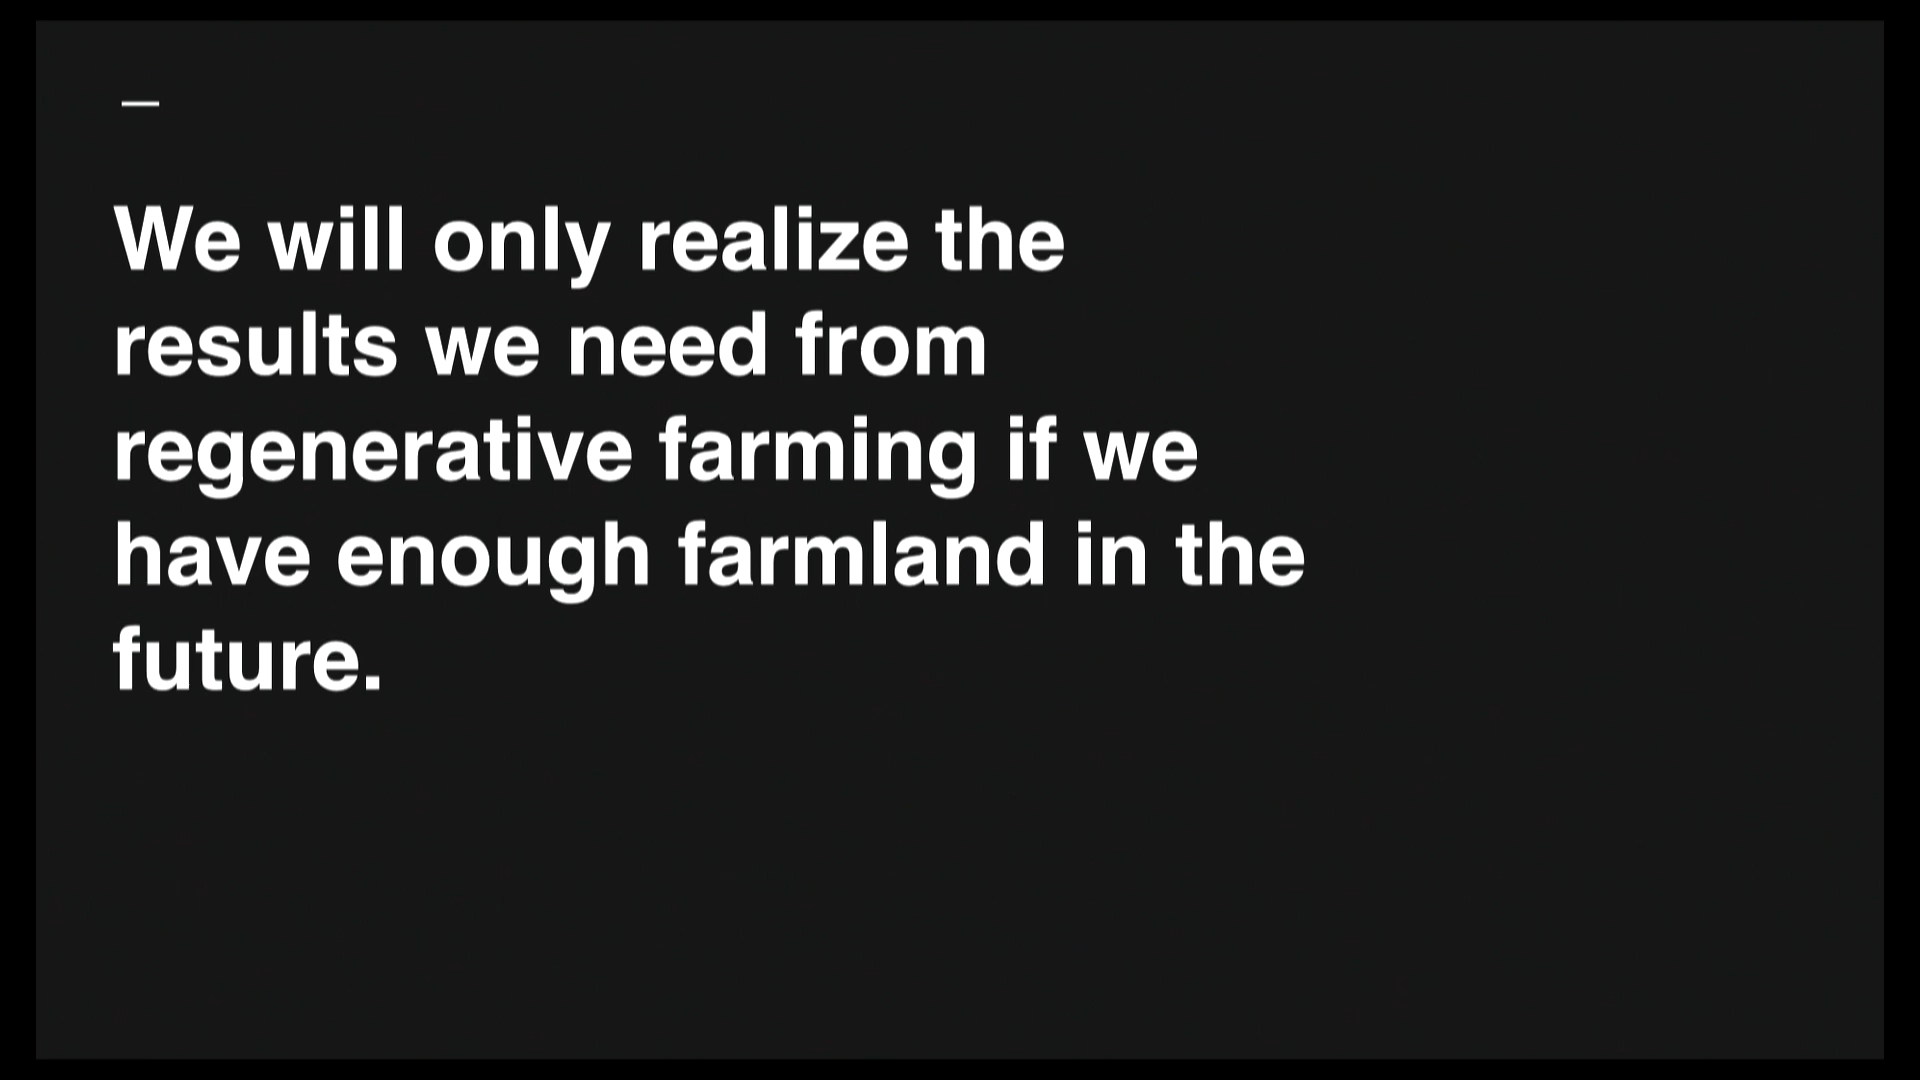 We will only realize the
results we need from
regenerative farming if we
have enough farmland in the
future.